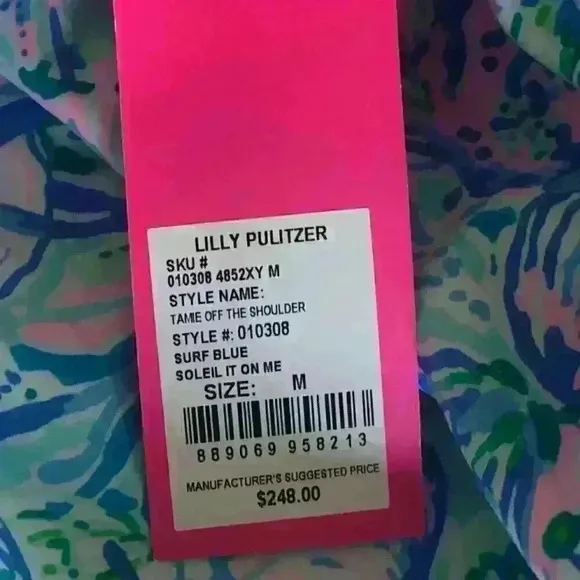 LILLY PULITZER
SKU #
010308 4852XY M
STYLE NAME:
TAMIE OFF THE SHOULDER
STYLE #: 010308
SURF BLUE
SOLEIL IT ON ME
SIZE: M
889069 958213
MANUFACTURER'S SUGGESTED PRICE
$248.00